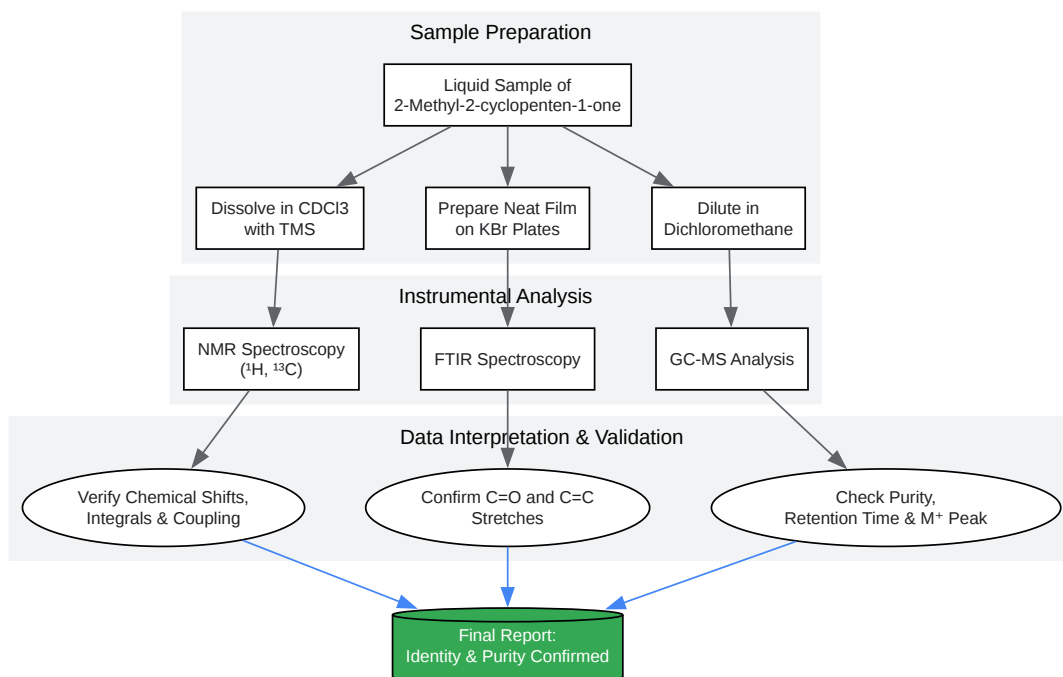 Sample Preparation
Liquid Sample of
2-Methyl-2-cyclopenten-1-one
Dissolve in CDCl3
with TMS
Prepare Neat Film
on KBr Plates
Dilute in
Dichloromethane
Instrumental Analysis
NMR Spectroscopy
(¹H, ¹³C)
FTIR Spectroscopy
GC-MS Analysis
Data Interpretation & Validation
Verify Chemical Shifts,
Integrals & Coupling
Confirm C=O and C=C
Stretches
Check Purity,
Retention Time & M⁺ Peak
Final Report:
Identity & Purity Confirmed